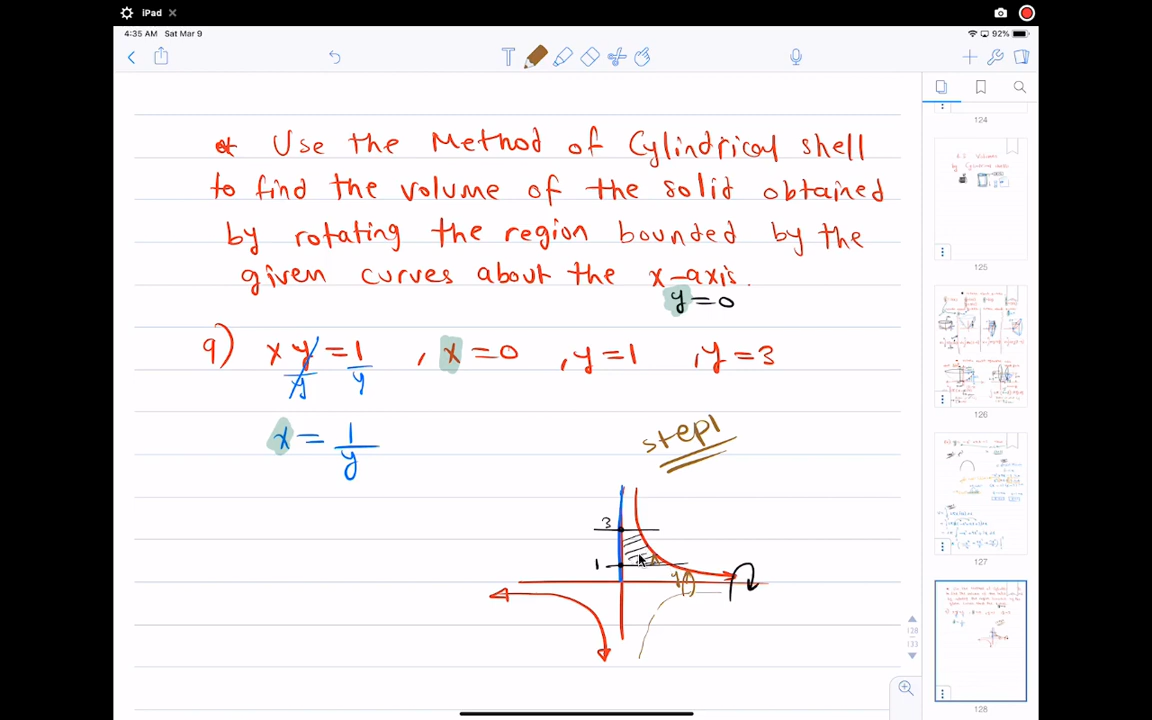 iPad
4:35 AM Sat Mar 9
92%
Use the Method of Cylindrical shell
to find the volume of the solid obtained
by rotating the region bounded by the
given curves about the x-axis.
y=0
9) xy=1 , x=0 , y=1 , y=3
y y
x = 1/y
step1
3
1
124
125
126
127
128
133
128